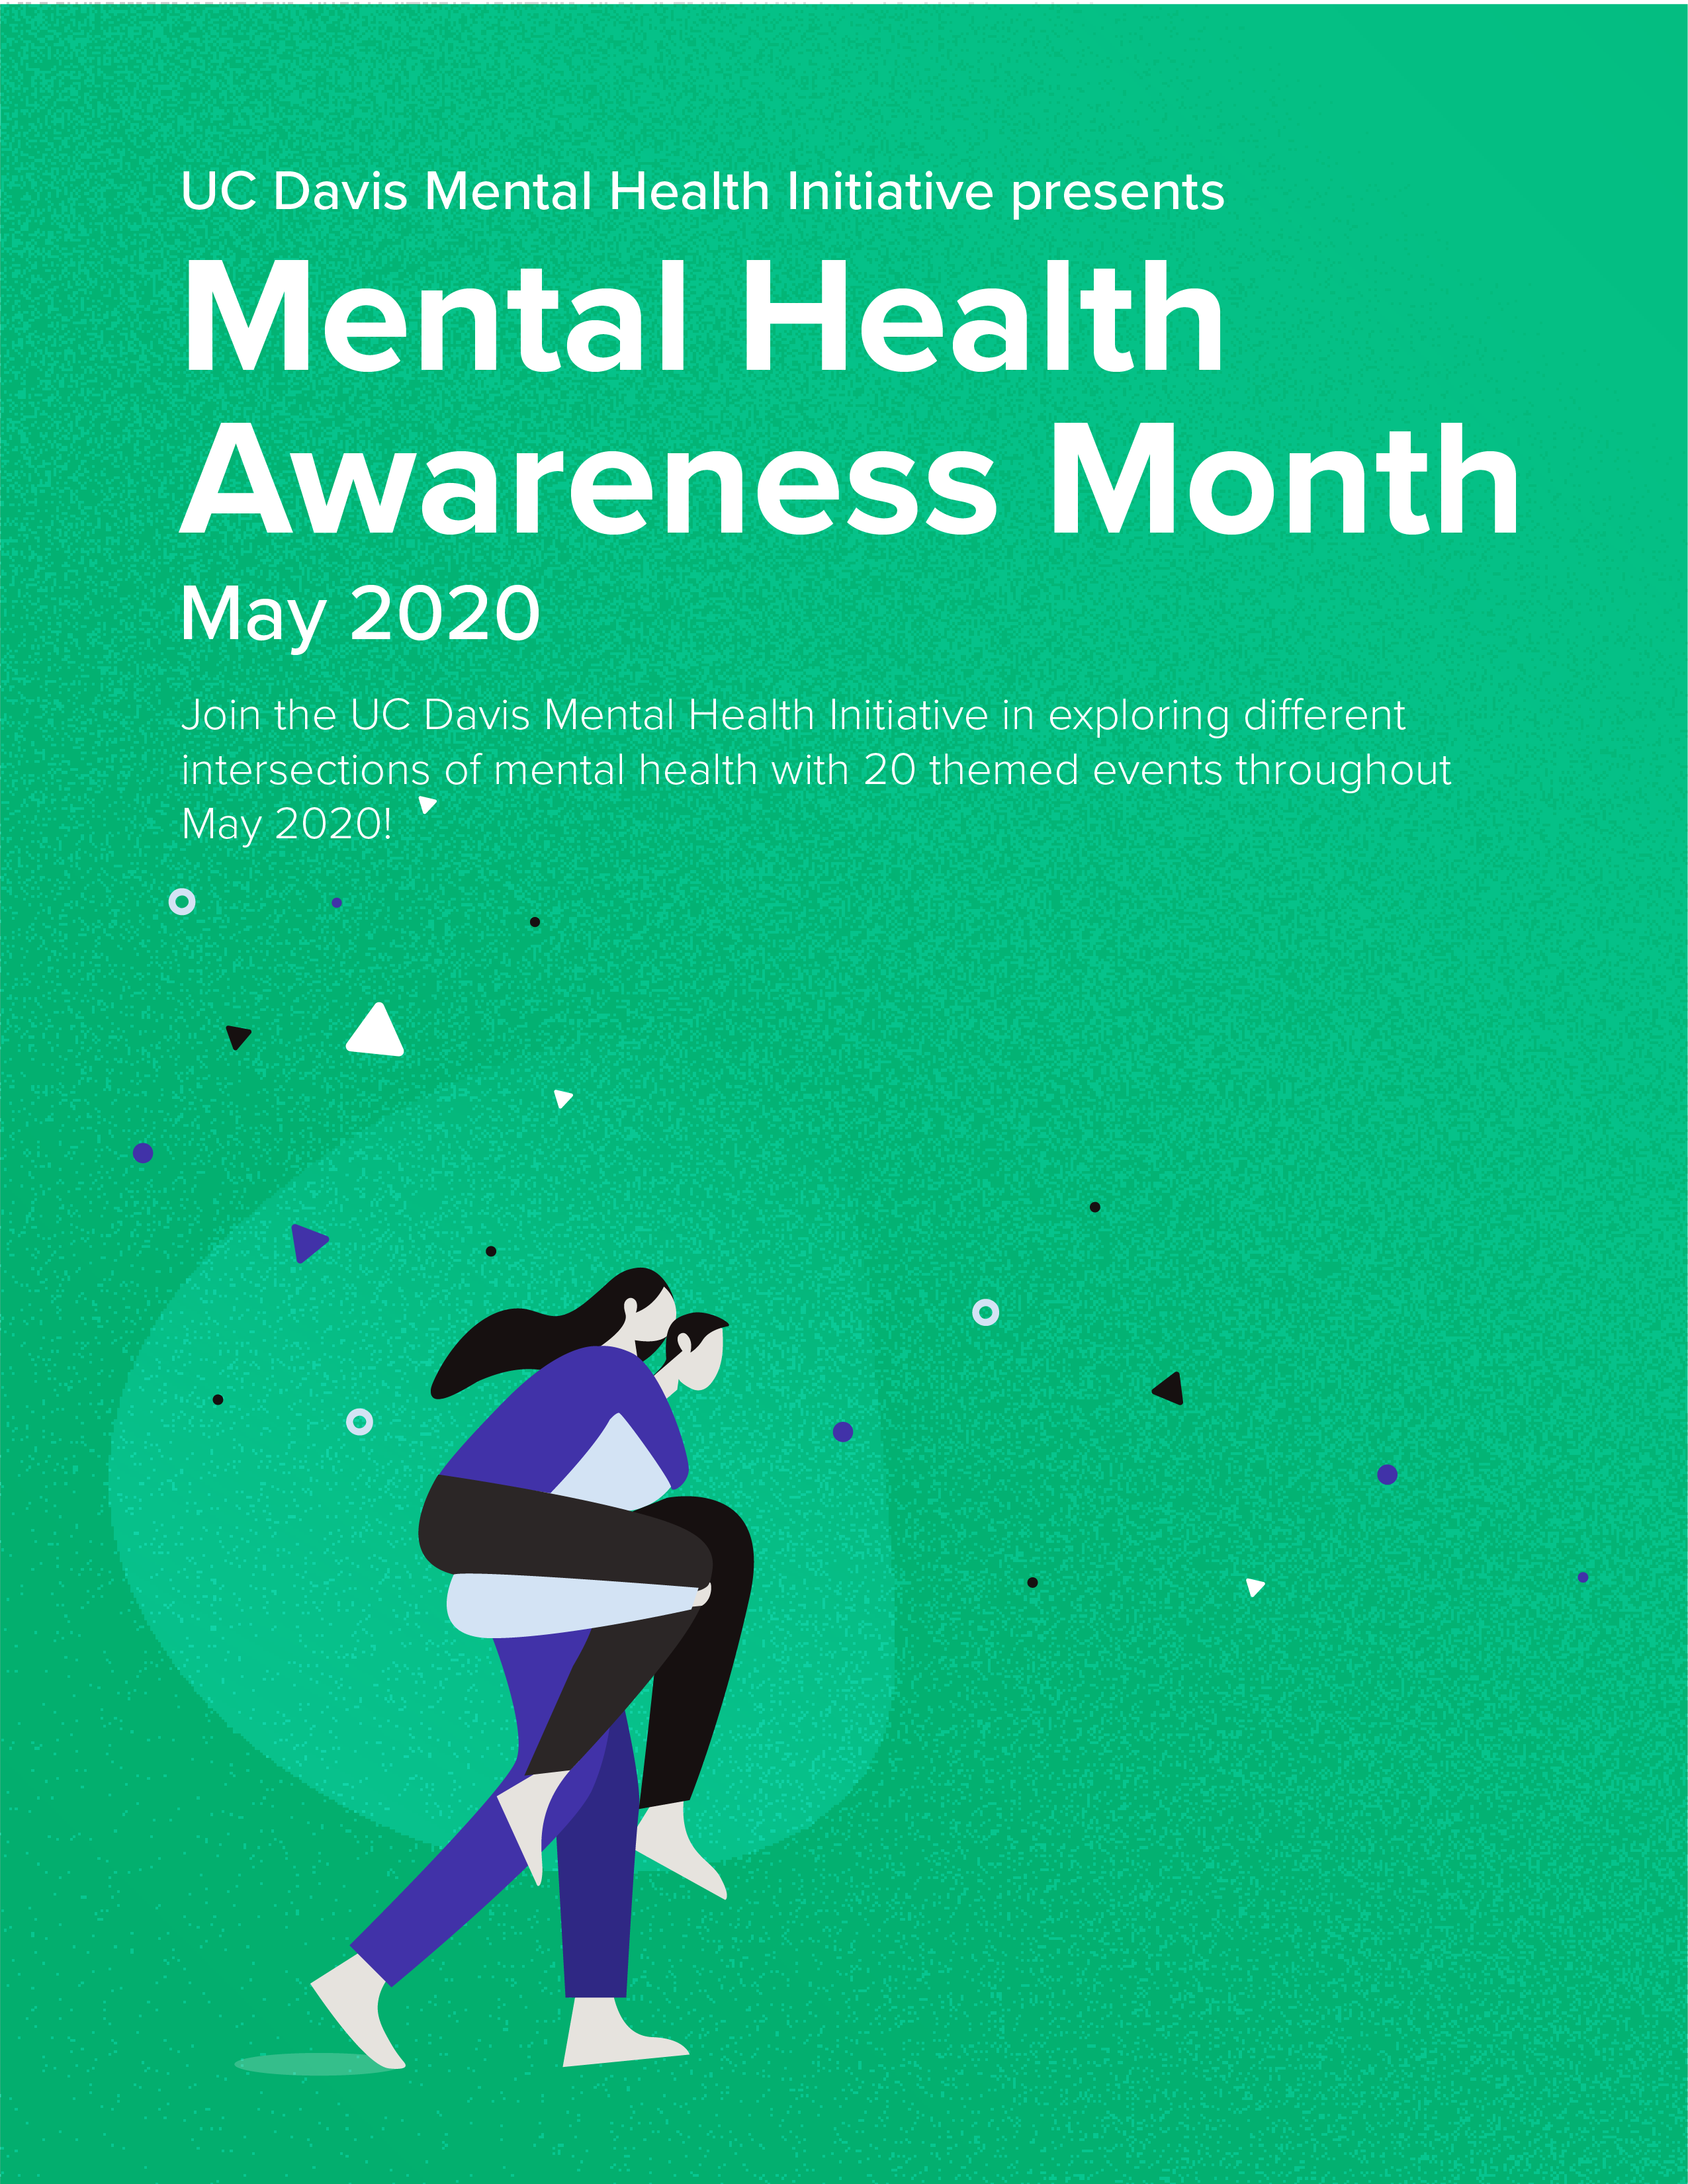 UC Davis Mental Health Initiative presents
Mental Health
Awareness Month
May 2020
Join the UC Davis Mental Health Initiative in exploring different
intersections of mental health with 20 themed events throughout
May 2020!